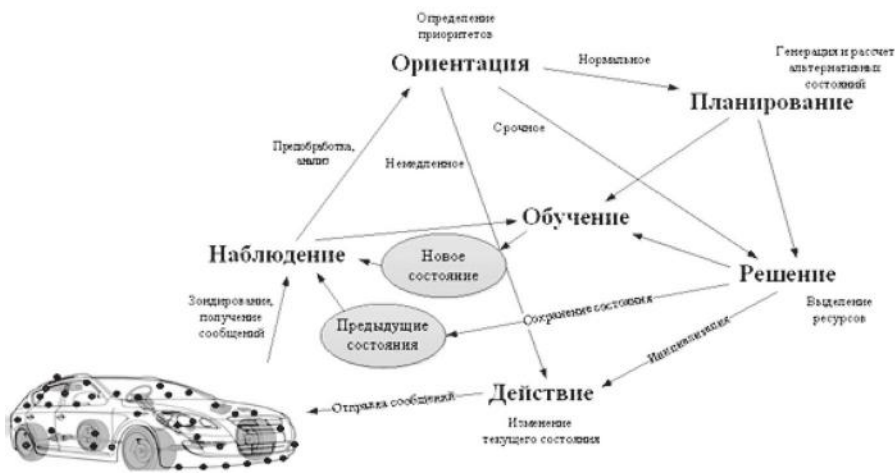 Определение
приоритетов
Ориентация
Нормальное
Генерация и рассчет
альтернативных
состояний
Планирование
Срочное
Предобработка,
анализ
Немедленное
Обучение
Наблюдение
Новое
состояние
Решение
Зондирование,
получение
сообщений
Предыдущие
состояния
Сохранение состояния
Выделение
ресурсов
Инициализация
Отправка сообщений
Действие
Изменение
текущего состояния